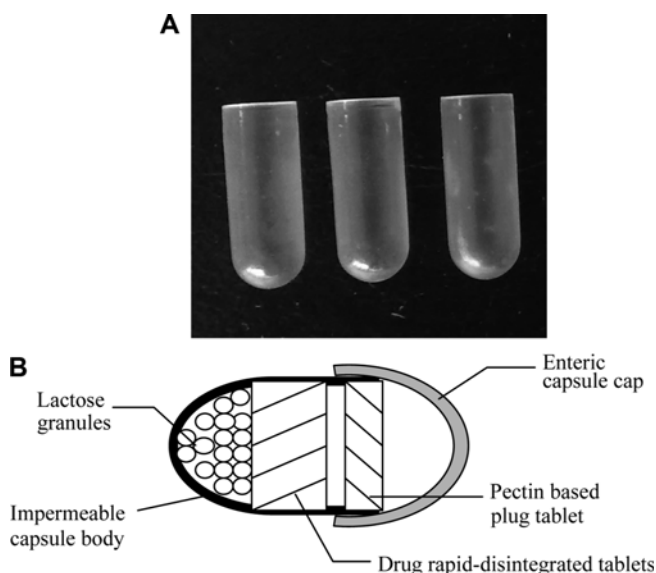 A
B
Lactose
granules
Impermeable
capsule body
Enteric
capsule cap
Pectin based
plug tablet
Drug rapid-disintegrated tablets